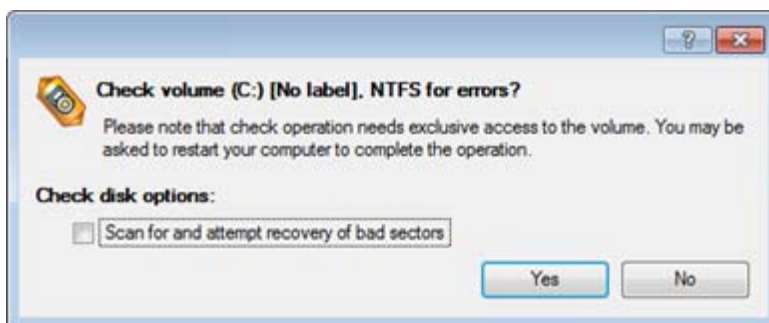 Check volume (C:) [No label], NTFS for errors?
Please note that check operation needs exclusive access to the volume. You may be
asked to restart your computer to complete the operation.
Check disk options:
Scan for and attempt recovery of bad sectors
Yes No